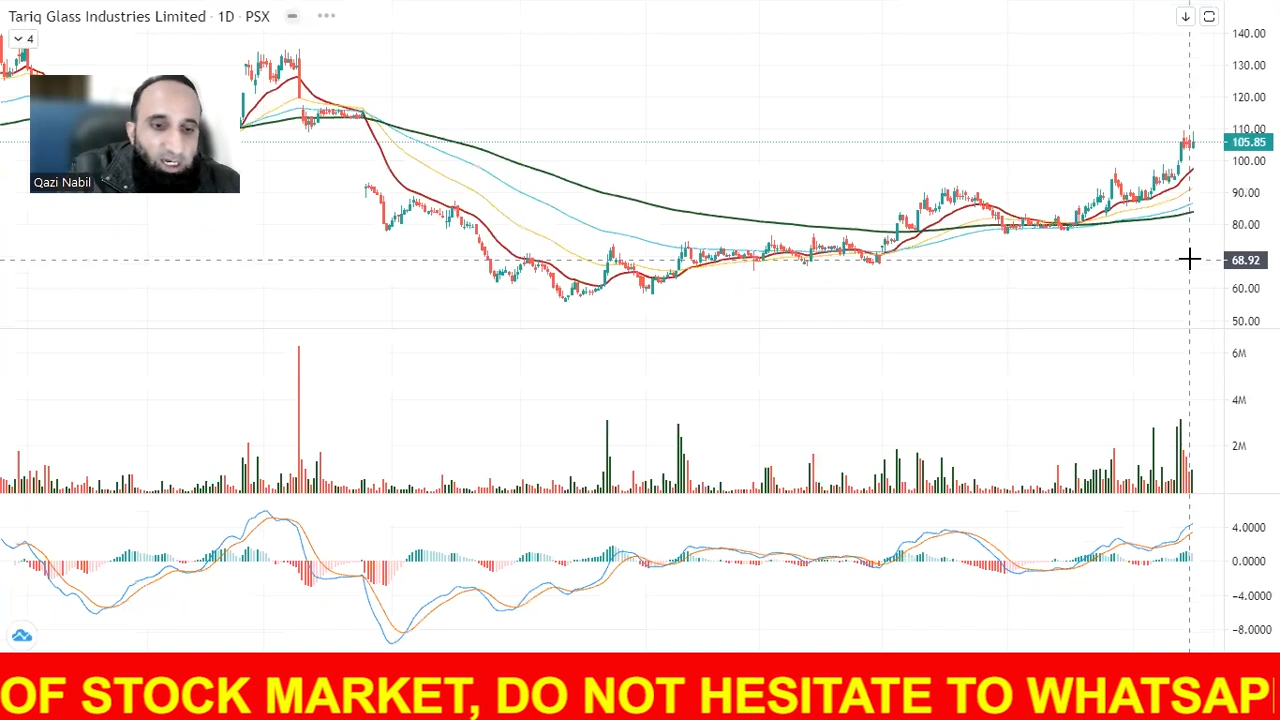 Tariq Glass Industries Limited · 1D · PSX
4
140.00
130.00
120.00
110.00
105.85
100.00
90.00
80.00
68.92
60.00
50.00
Qazi Nabil
6M
4M
2M
4.0000
0.0000
−4.0000
−8.0000
OF STOCK MARKET, DO NOT HESITATE TO WHATSAP